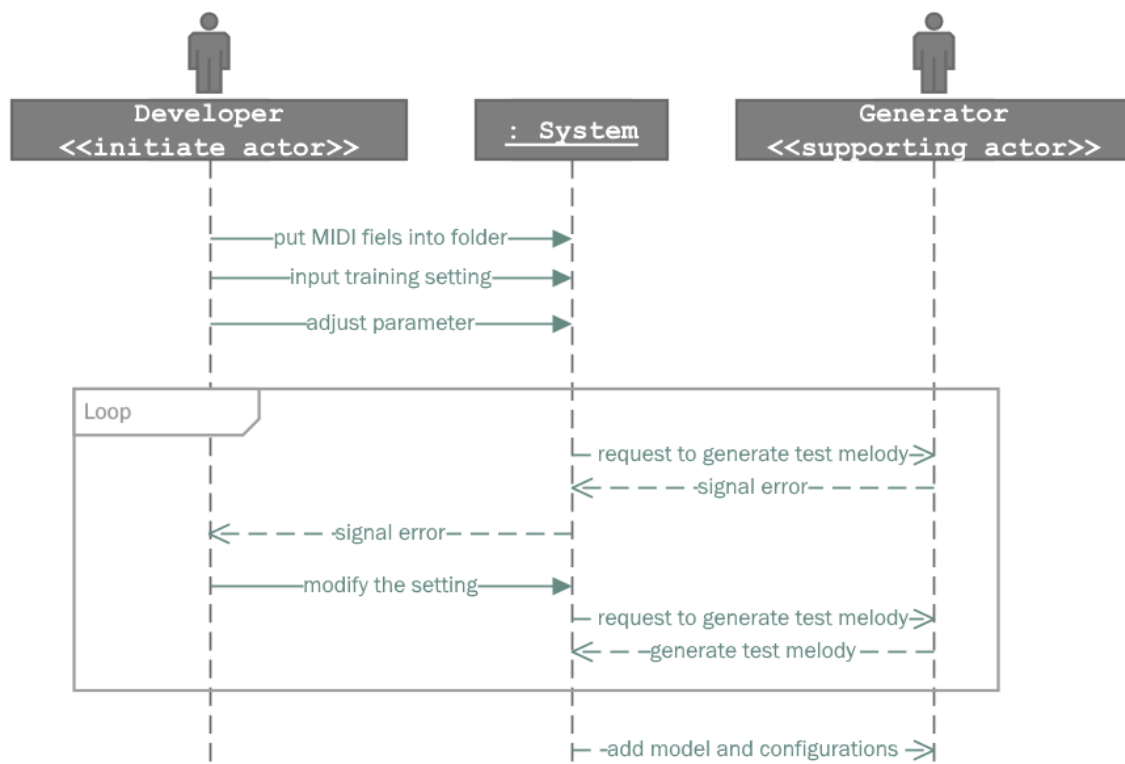 Developer
<<initiate actor>>
: System
Generator
<<supporting actor>>
put MIDI fiels into folder
input training setting
adjust parameter
Loop
request to generate test melody
signal error
signal error
modify the setting
request to generate test melody
generate test melody
add model and configurations